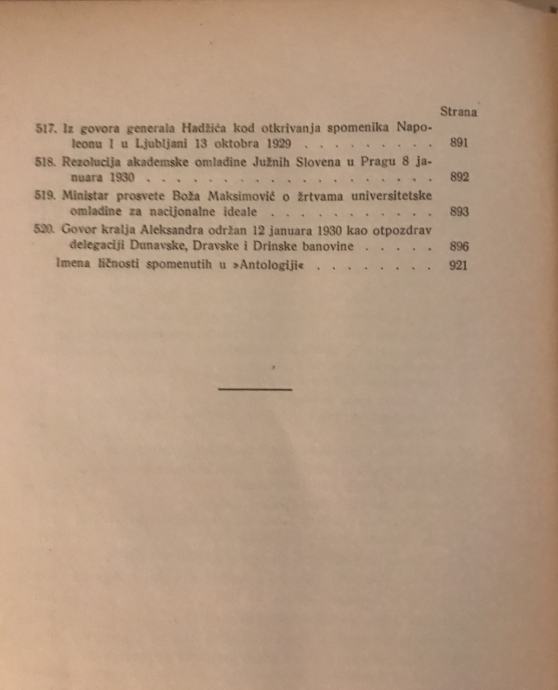 Strana
517. Iz govora generala Hadžića kod otkrivanja spomenika Napo-
leonu I u Ljubljani 13 oktobra 1929 . . . . . . . . . 891
518. Rezolucija akademske omladine Južnih Slovena u Pragu 8 ja-
nuara 1930 . . . . . . . . . . . . . . . . . . . 892
519. Ministar prosvete Boža Maksimović o žrtvama universitetske
omladine za nacijonalne ideale . . . . . . . . . . . 893
520. Govor kralja Aleksandra održan 12 januara 1930 kao otpozdrav
delegaciji Dunavske, Dravske i Drinske banovine . . . . . 896
Imena ličnosti spomenutih u »Antologiji« . . . . . . . . 921